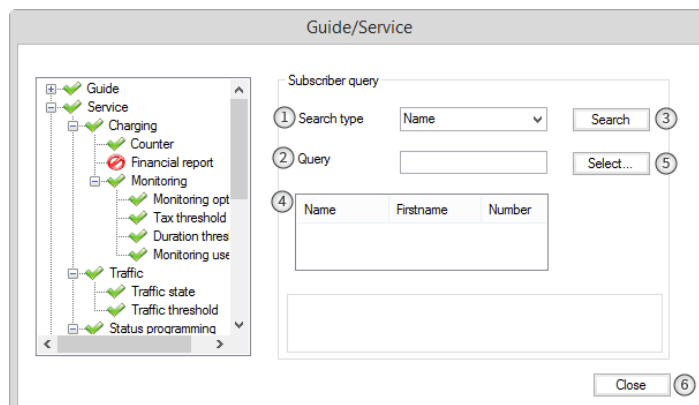 Guide/Service
Guide
Service
Charging
Counter
Financial report
Monitoring
Monitoring opt
Tax threshold
Duration thres
Monitoring use
Traffic
Traffic state
Traffic threshold
Status programming
Subscriber query
1 Search type Name Search 3
2 Query Select... 5
4 Name Firstname Number
Close 6